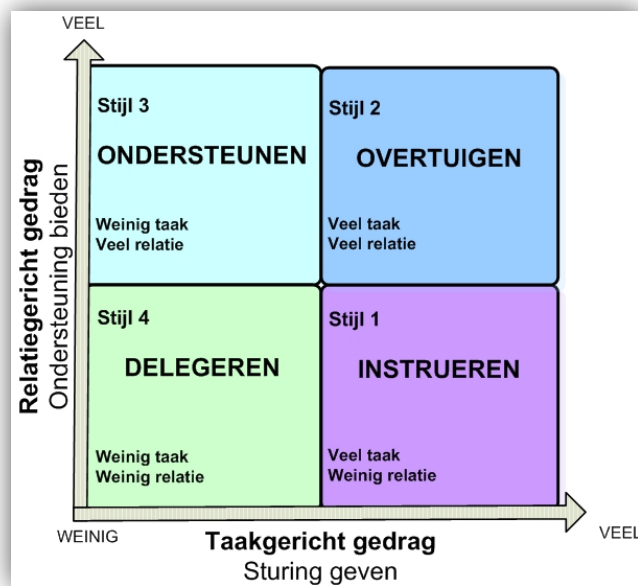 VEEL
Stijl 3
ONDERSTEUNEN
Weinig taak
Veel relatie
Stijl 2
OVERTUIGEN
Veel taak
Veel relatie
Relatiegericht gedrag
Ondersteuning bieden
Stijl 4
DELEGEREN
Weinig taak
Weinig relatie
Stijl 1
INSTRUEREN
Veel taak
Weinig relatie
WEINIG
Taakgericht gedrag
Sturing geven
VEEL